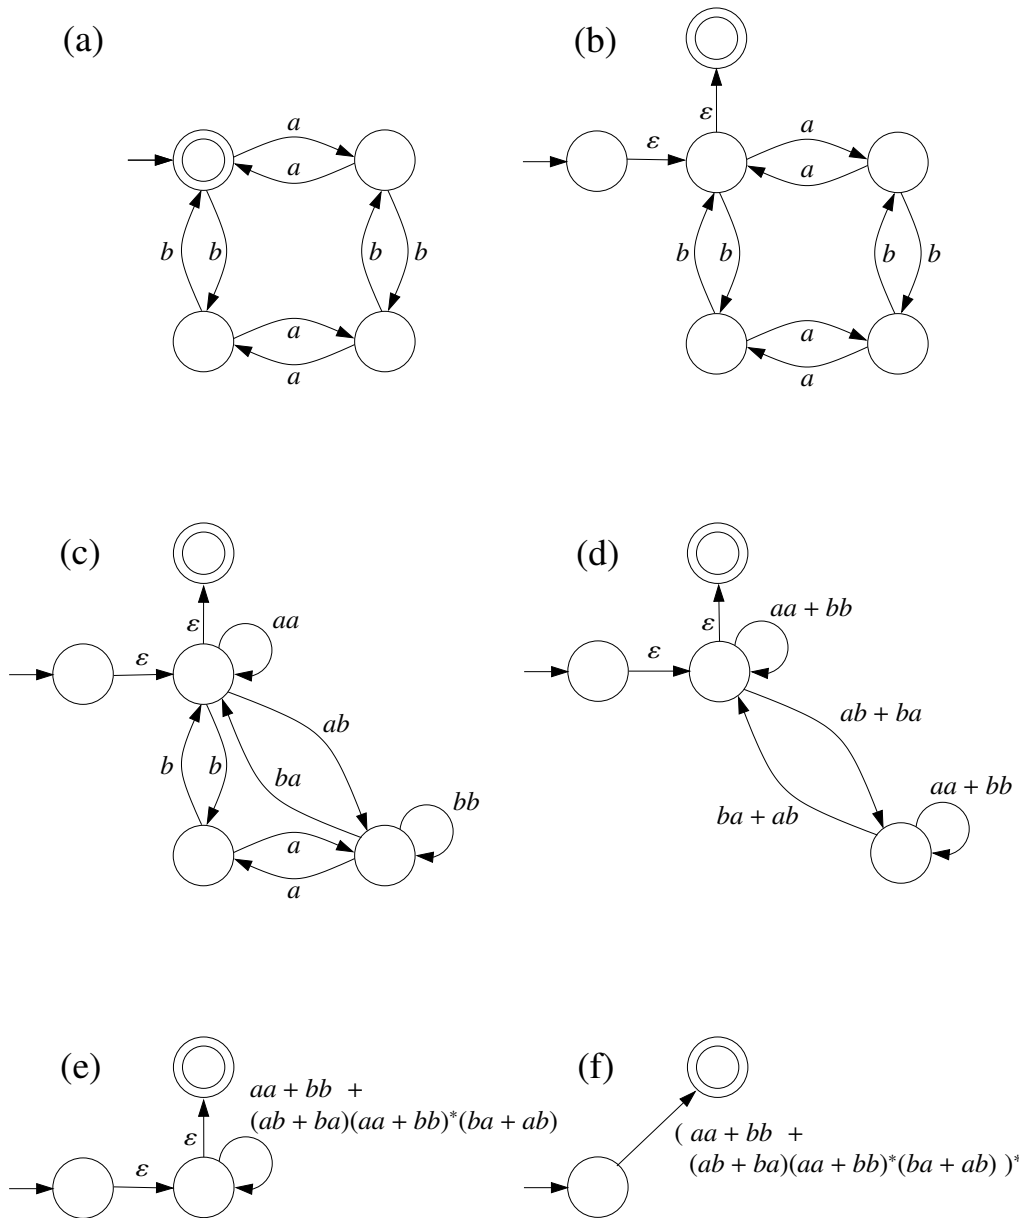 (a)
a
a
b
b
b
b
a
a
(b)
ε
ε
a
a
b
b
b
b
a
a
(c)
ε
aa
ε
ab
b
b
ba
bb
a
a
(d)
ε
aa + bb
ε
ab + ba
ba + ab
aa + bb
(e)
aa + bb +
(ab + ba)(aa + bb)*(ba + ab)
ε
ε
(f)
( aa + bb +
(ab + ba)(aa + bb)*(ba + ab) )*